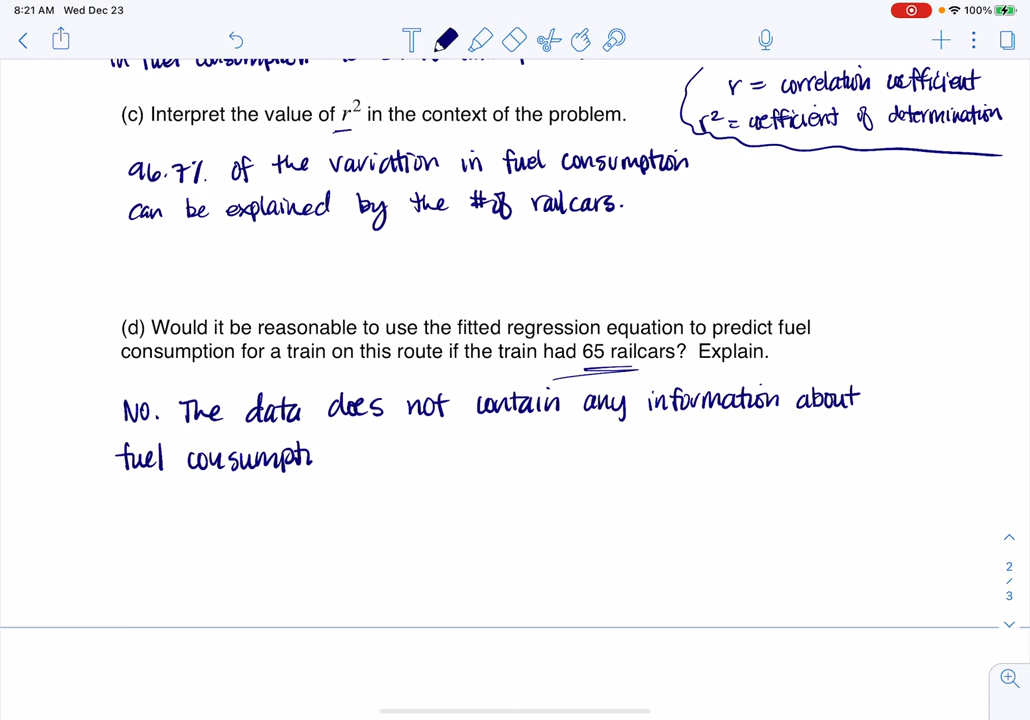 8:21 AM Wed Dec 23
100%
in fuel consumption
r = correlation coefficient
(c) Interpret the value of r² in the context of the problem.
r² = coefficient of determination
96.7% of the variation in fuel consumption
can be explained by the # of railcars.
(d) Would it be reasonable to use the fitted regression equation to predict fuel
consumption for a train on this route if the train had 65 railcars? Explain.
No. The data does not contain any information about
fuel consumpti
2
/
3